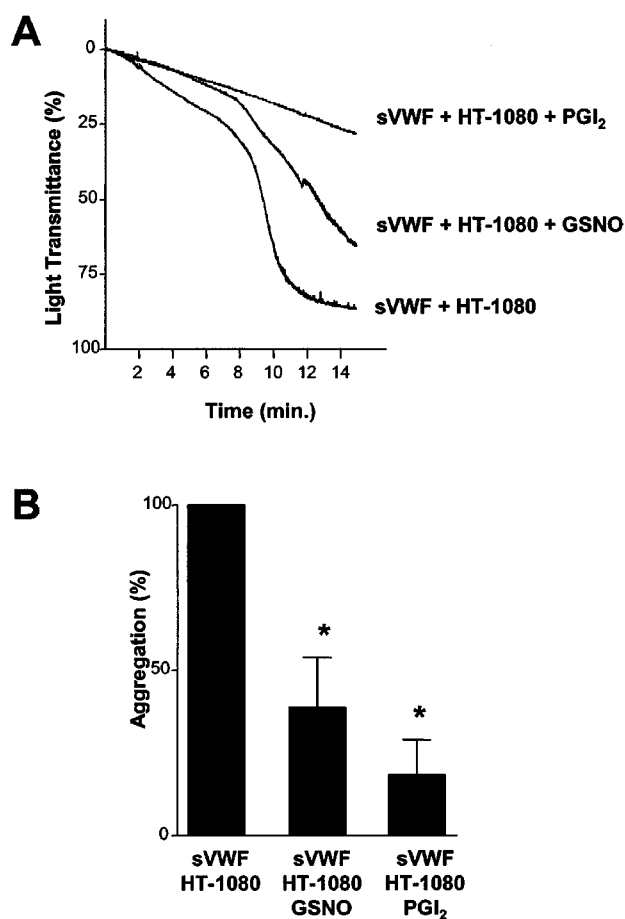 A
0
25
50
75
100
Light Transmittance (%)
2 4 6 8 10 12 14
Time (min.)
sVWF + HT-1080 + PGI₂
sVWF + HT-1080 + GSNO
sVWF + HT-1080
B
100
50
0
Aggregation (%)
*
*
sVWF
HT-1080
sVWF
HT-1080
GSNO
sVWF
HT-1080
PGI₂